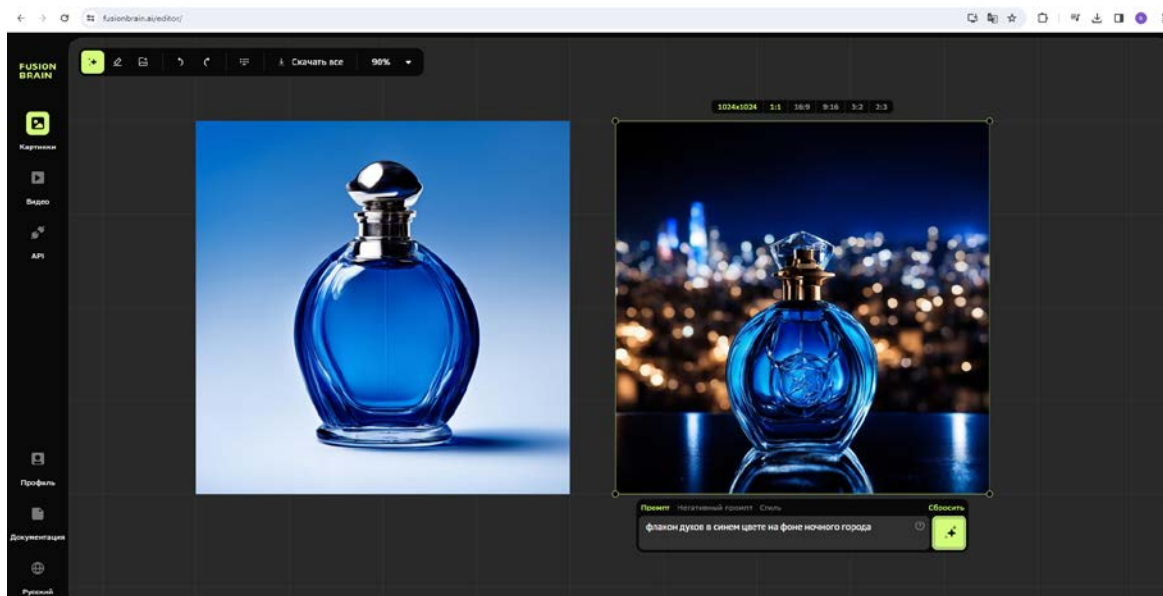 fusionbrain.ai/editor/
FUSION
BRAIN
Скачать все
90%
1024x1024 1:1 16:9 9:16 3:2 2:3
Картинки
Видео
API
Профиль
Документация
Русский
Промпт Негативный промпт Стиль Сбросить
флакон духов в синем цвете на фоне ночного города